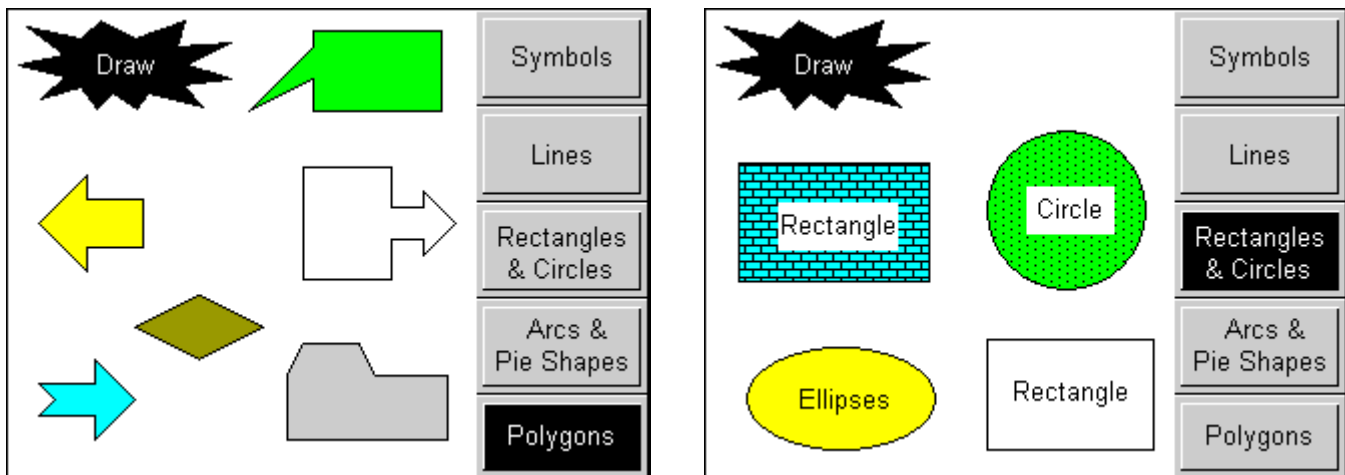 Draw
Symbols
Lines
Rectangles
& Circles
Arcs &
Pie Shapes
Polygons
Draw
Rectangle
Circle
Ellipses
Rectangle
Symbols
Lines
Rectangles
& Circles
Arcs &
Pie Shapes
Polygons